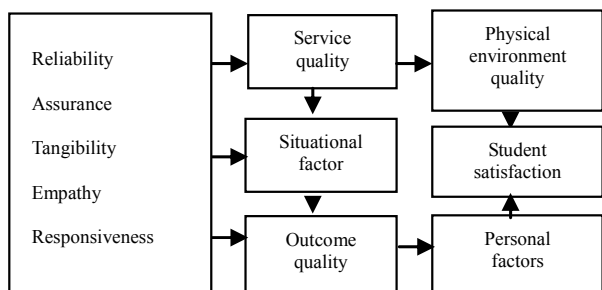 Reliability
Assurance
Tangibility
Empathy
Responsiveness
Service
quality
Situational
factor
Outcome
quality
Physical
environment
quality
Student
satisfaction
Personal
factors